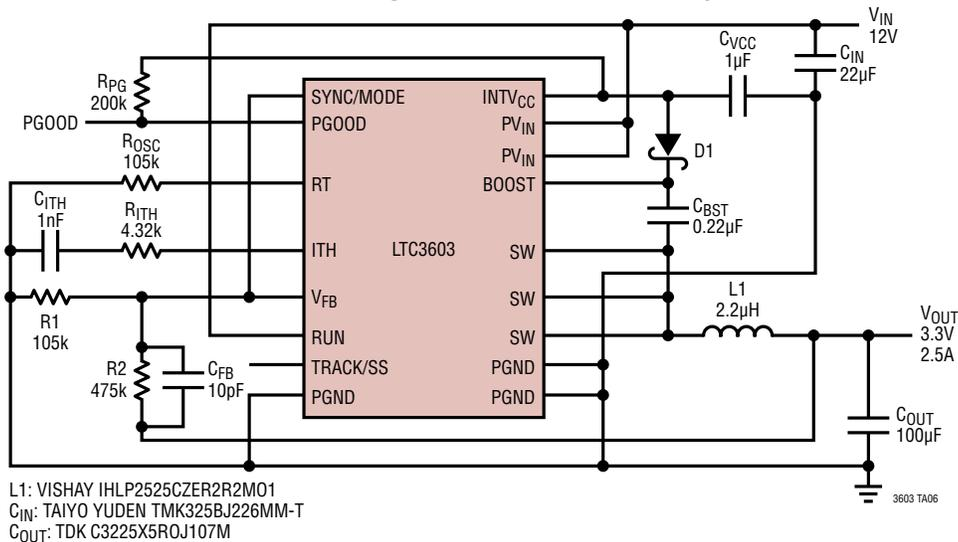 VIN
12V
CVCC
1µF
CIN
22µF
RPG
200k
PGOOD
SYNC/MODE
PGOOD
RT
ITH
VFB
RUN
TRACK/SS
PGND
LTC3603
INTVCC
PVIN
PVIN
BOOST
SW
SW
SW
PGND
PGND
ROSC
105k
CITH
1nF
RITH
4.32k
R1
105k
R2
475k
CFB
10pF
D1
CBST
0.22µF
L1
2.2µH
VOUT
3.3V
2.5A
COUT
100µF
3603 TA06
L1: VISHAY IHLP2525CZER2R2MO1
CIN: TAIYO YUDEN TMK325BJ226MM-T
COUT: TDK C3225X5ROJ107M